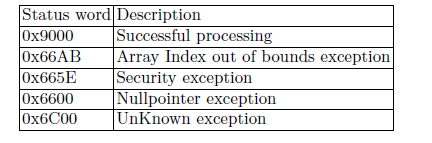 Status word Description
0x9000 Successful processing
0x66AB Array Index out of bounds exception
0x665E Security exception
0x6600 Nullpointer exception
0x6C00 UnKnown exception